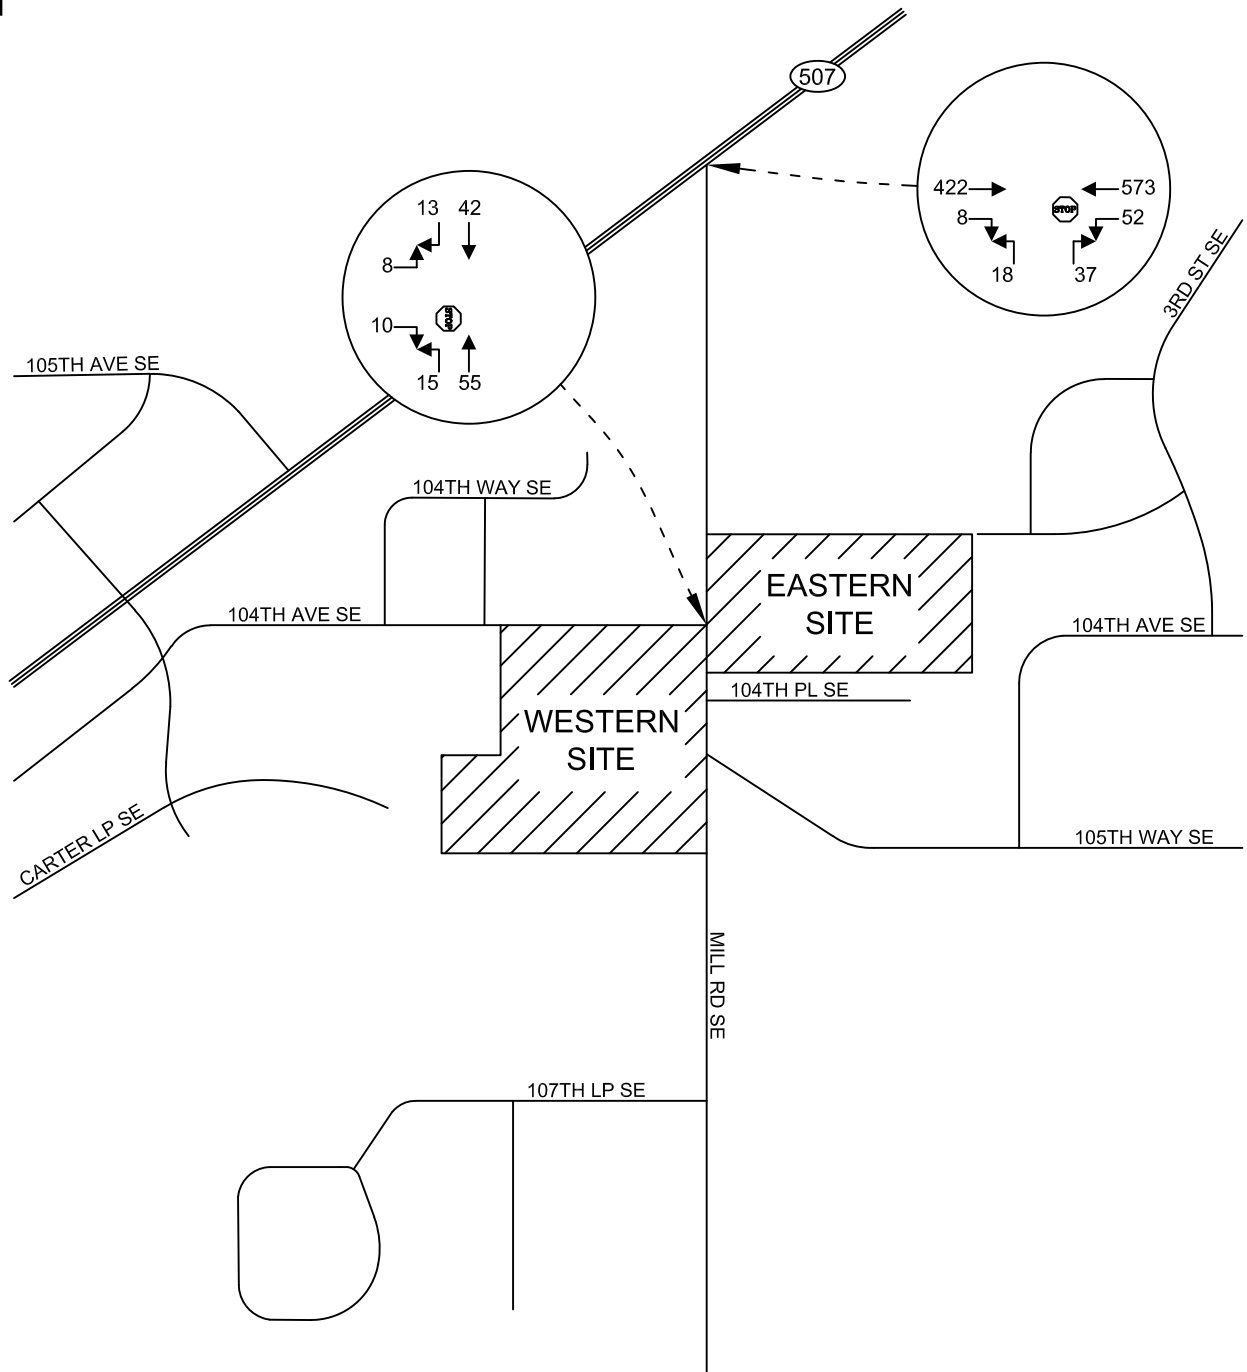 507
422
573
8
STOP
52
18
37
13
42
8
10
STOP
15
55
3RD ST SE
105TH AVE SE
104TH WAY SE
EASTERN
SITE
104TH AVE SE
104TH AVE SE
104TH PL SE
WESTERN
SITE
CARTER LP SE
105TH WAY SE
MILL RD SE
107TH LP SE